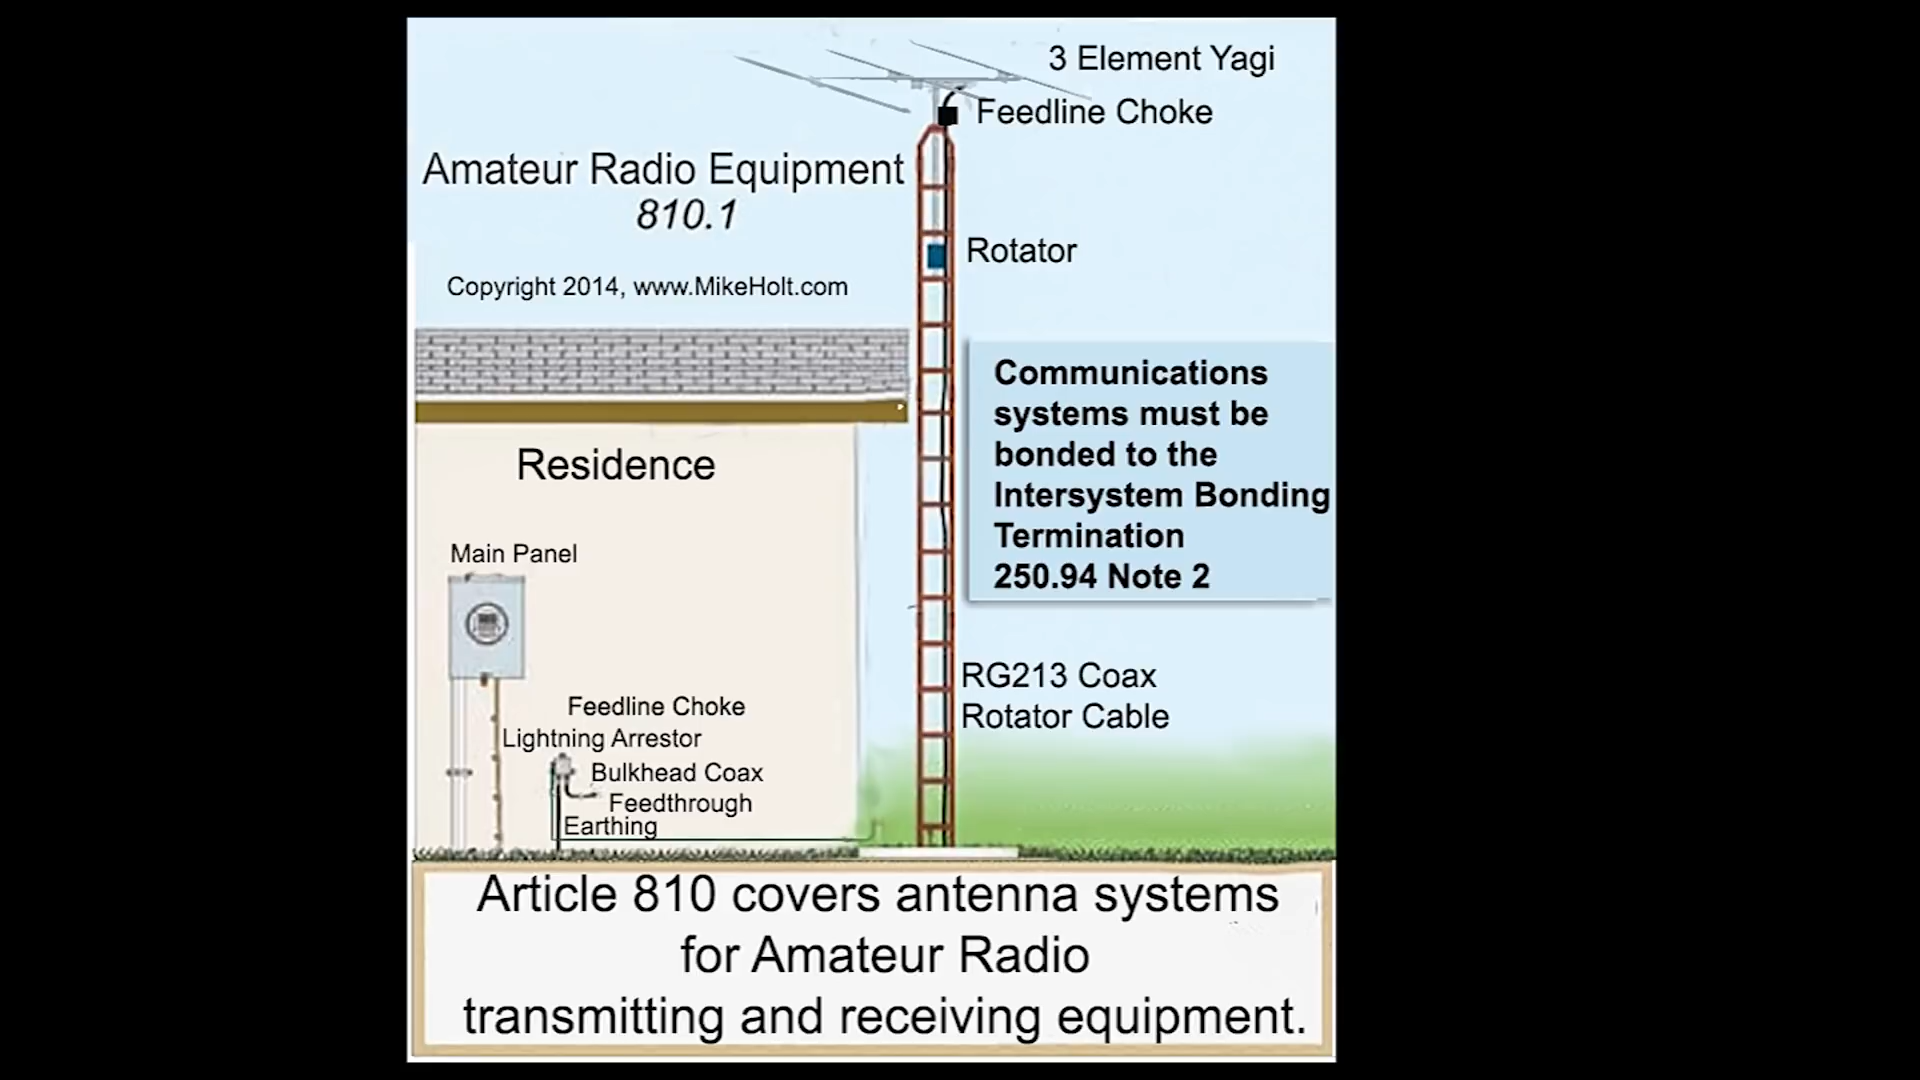 3 Element Yagi
Feedline Choke
Amateur Radio Equipment
810.1
Rotator
Copyright 2014, www.MikeHolt.com
Communications
systems must be
bonded to the
Intersystem Bonding
Termination
250.94 Note 2
Residence
Main Panel
RG213 Coax
Rotator Cable
Feedline Choke
Lightning Arrestor
Bulkhead Coax
Feedthrough
Earthing
Article 810 covers antenna systems
for Amateur Radio
transmitting and receiving equipment.